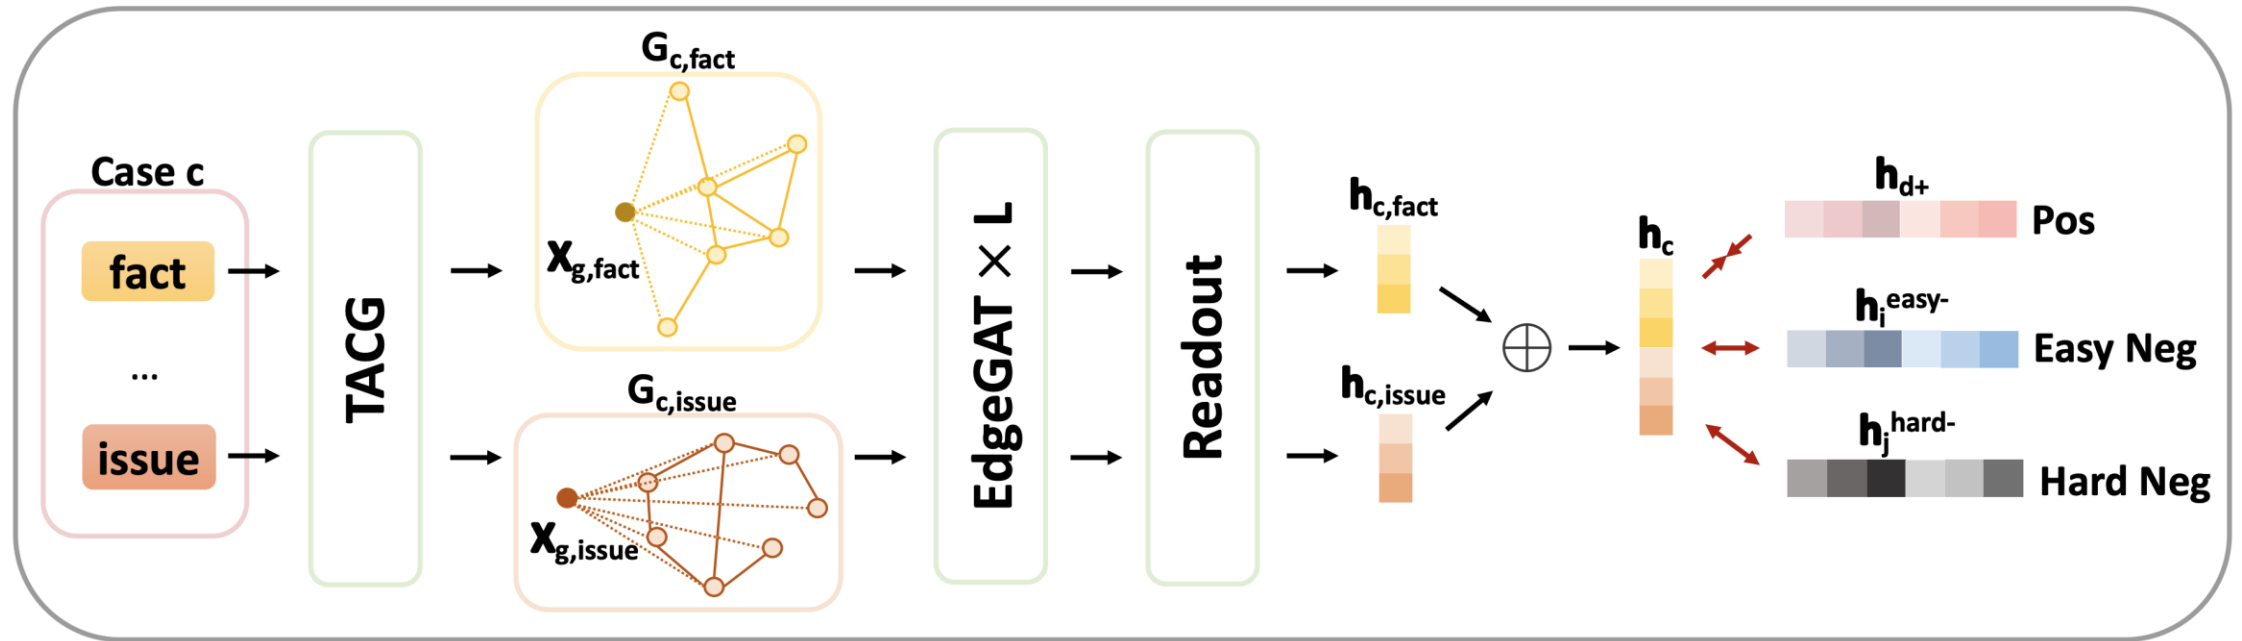 Case c
fact
...
issue
TACG
G_c,fact
X_g,fact
G_c,issue
X_g,issue
EdgeGAT × L
Readout
h_c,fact
h_c,issue
h_c
h_d+
Pos
h_i^easy-
Easy Neg
h_j^hard-
Hard Neg